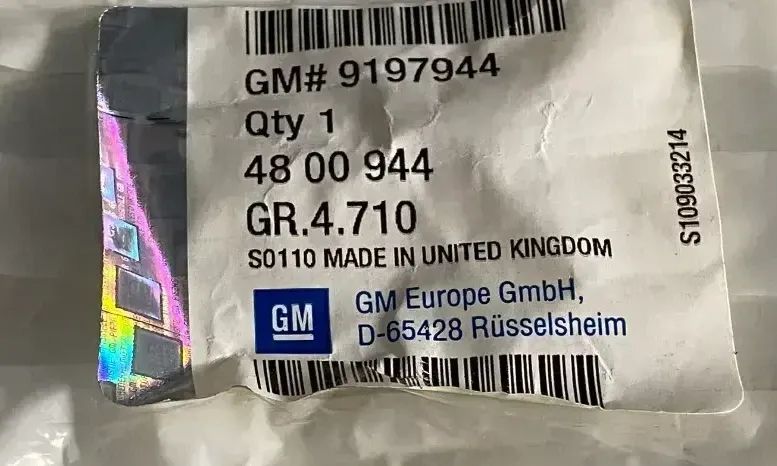 GM# 9197944
Qty 1
48 00 944
GR.4.710
S0110 MADE IN UNITED KINGDOM
GM
GM Europe GmbH,
D-65428 Rüsselsheim
S109033214